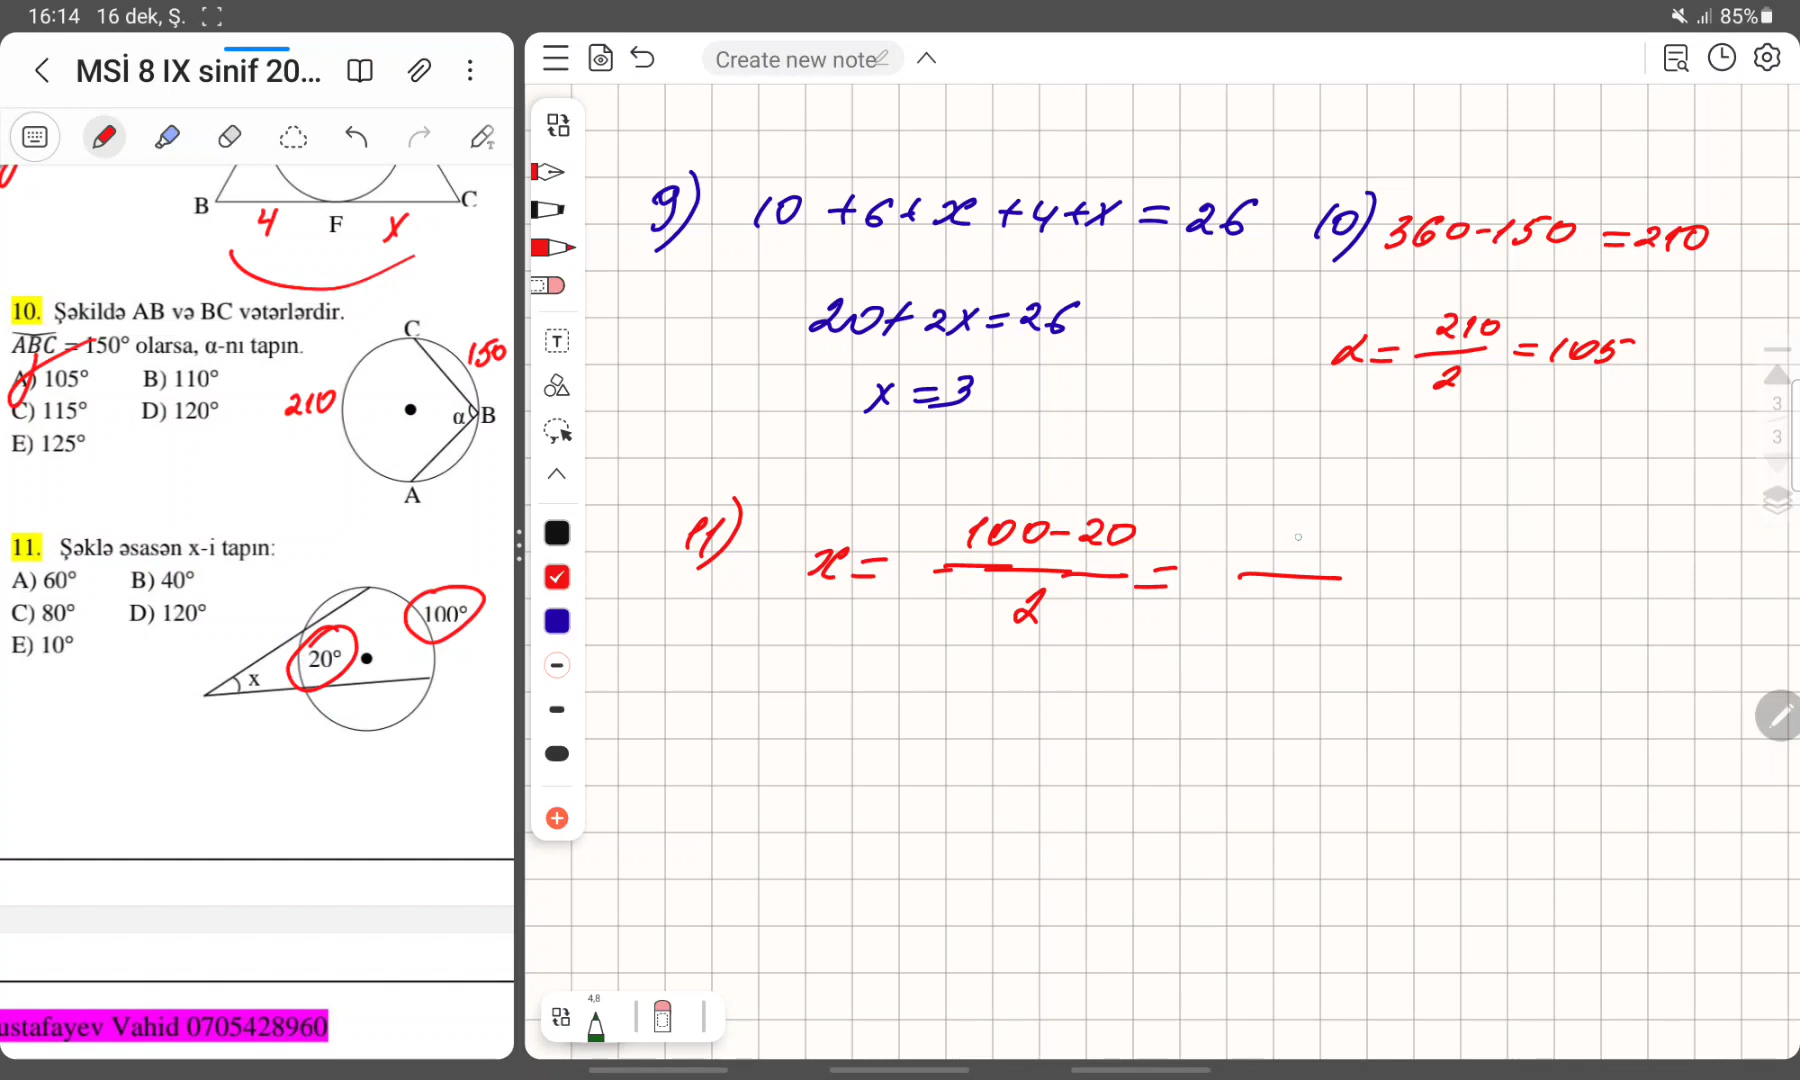 16:14 16 dek, Ş.
85%
MSİ 8 IX sinif 20...
B
C
4
F
x
10. Şəkildə AB və BC vətərlərdir.
ABC = 150° olarsa, α-nı tapın.
A) 105° B) 110°
C) 115° D) 120°
E) 125°
C
150
210
α
B
A
11. Şəklə əsasən x-i tapın:
A) 60° B) 40°
C) 80° D) 120°
E) 10°
100°
20°
x
ustafayev Vahid 0705428960
Create new note
T
9) 10 + 6 + x + 4 + x = 26
20 + 2x = 26
x = 3
10) 360 - 150 = 210
α = 210 / 2 = 105
11) x = 100 - 20 / 2 =
3
3
4,8